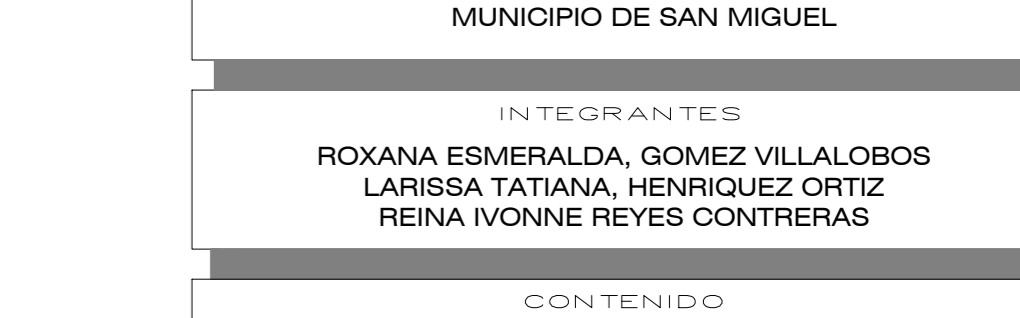 MUNICIPIO DE SAN MIGUEL
INTEGRANTES
ROXANA ESMERALDA, GOMEZ VILLALOBOS
LARISSA TATIANA, HENRIQUEZ ORTIZ
REINA IVONNE REYES CONTRERAS
CONTENIDO